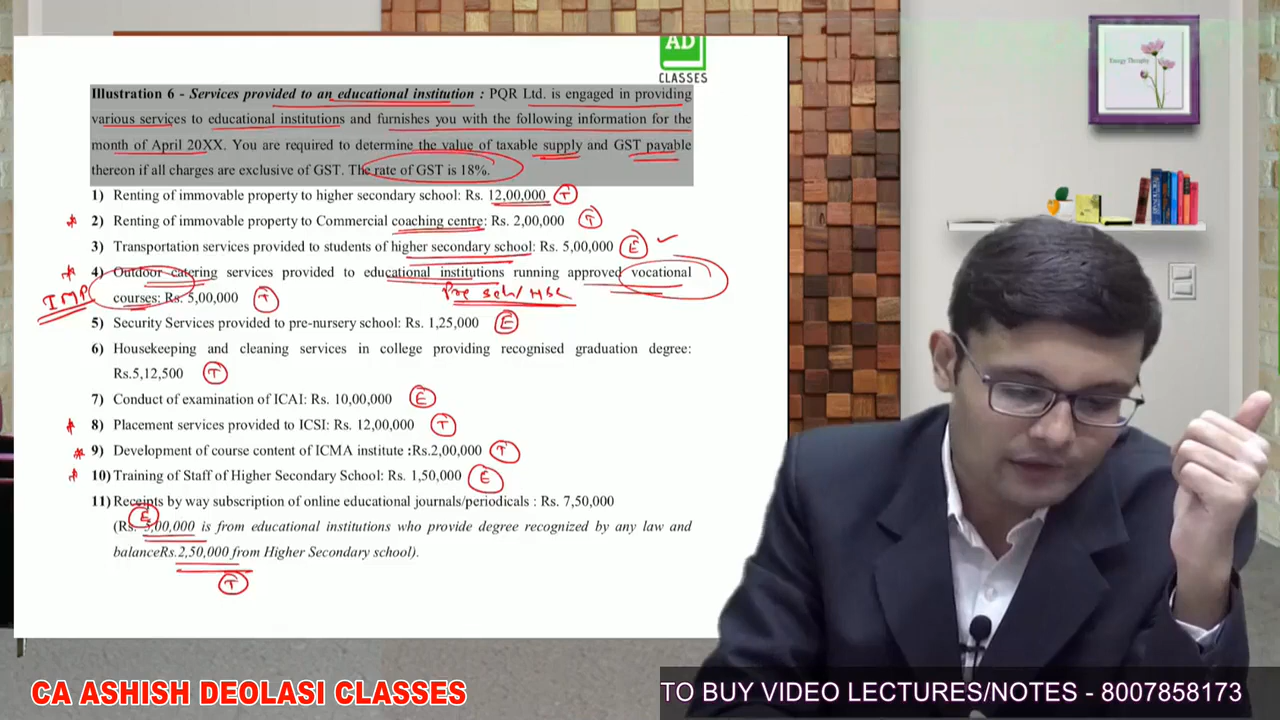 AD
CLASSES
Illustration 6 - Services provided to an educational institution : PQR Ltd. is engaged in providing
various services to educational institutions and furnishes you with the following information for the
month of April 20XX. You are required to determine the value of taxable supply and GST payable
thereon if all charges are exclusive of GST. The rate of GST is 18%.
1) Renting of immovable property to higher secondary school: Rs. 12,00,000 T
* 2) Renting of immovable property to Commercial coaching centre: Rs. 2,00,000 T
3) Transportation services provided to students of higher secondary school: Rs. 5,00,000 E ✓
* 4) Outdoor catering services provided to educational institutions running approved vocational
IMP courses: Rs. 5,00,000 T Pre sch/HSC
5) Security Services provided to pre-nursery school: Rs. 1,25,000 E
6) Housekeeping and cleaning services in college providing recognised graduation degree:
Rs.5,12,500 T
7) Conduct of examination of ICAI: Rs. 10,00,000 E
* 8) Placement services provided to ICSI: Rs. 12,00,000 T
* 9) Development of course content of ICMA institute :Rs.2,00,000 T
* 10) Training of Staff of Higher Secondary School: Rs. 1,50,000 E
11) Receipts by way subscription of online educational journals/periodicals : Rs. 7,50,000
E
(Rs. 5,00,000 is from educational institutions who provide degree recognized by any law and
balanceRs.2,50,000 from Higher Secondary school).
T
Energy Theraphy
CA ASHISH DEOLASI CLASSES
TO BUY VIDEO LECTURES/NOTES - 8007858173